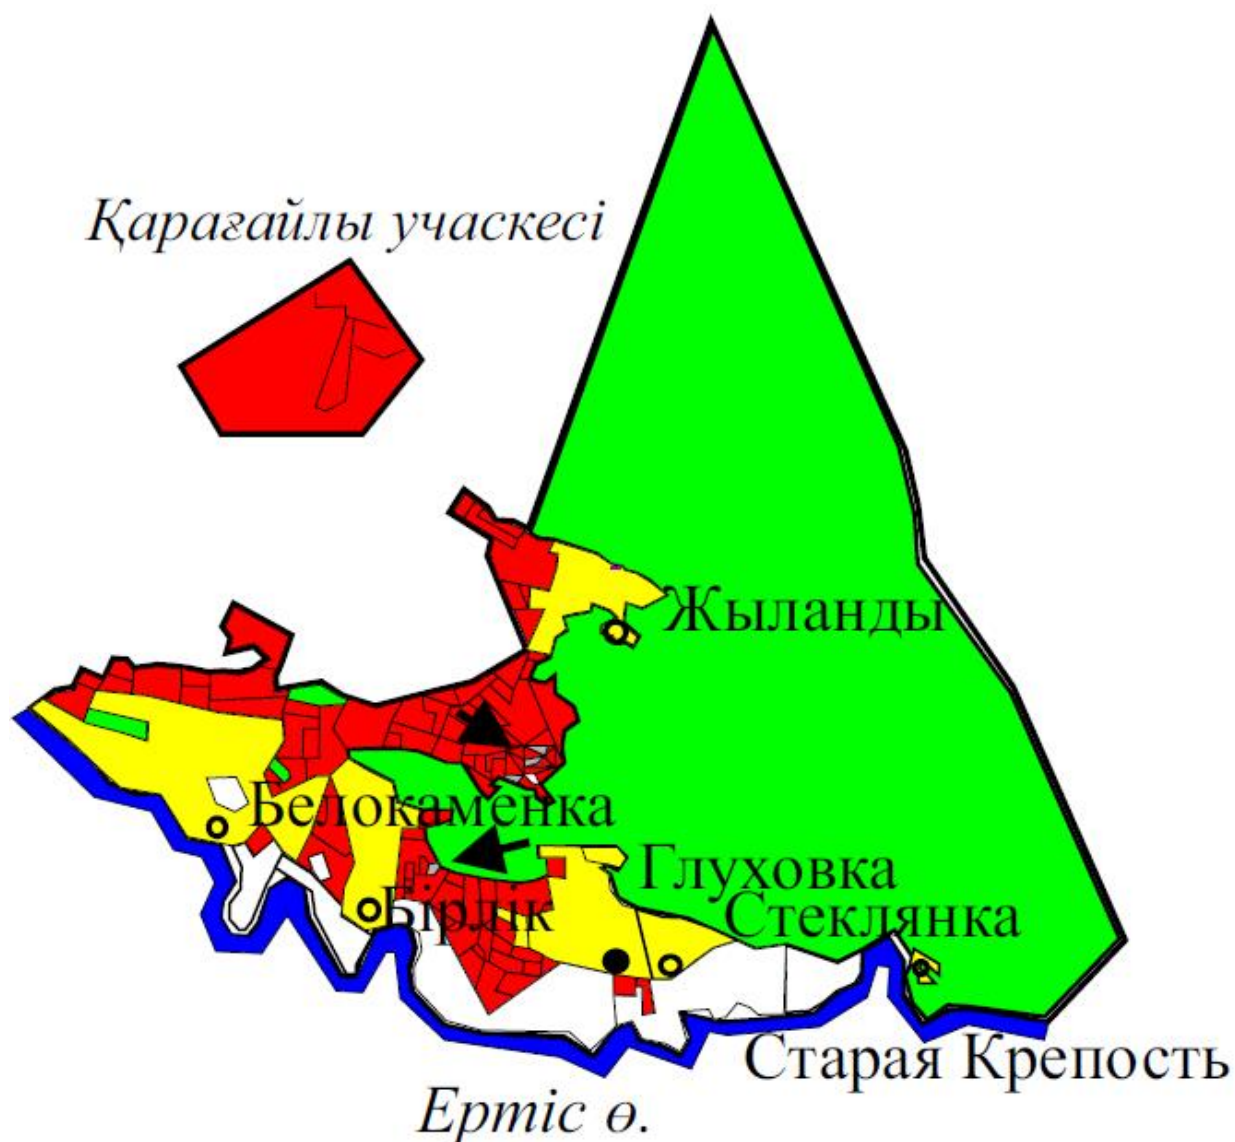 Қарағайлы учаскесі
Жыланды
Белокаменка
Глуховка
Бірлік
Стеклянка
Старая Крепость
Ертіс ө.